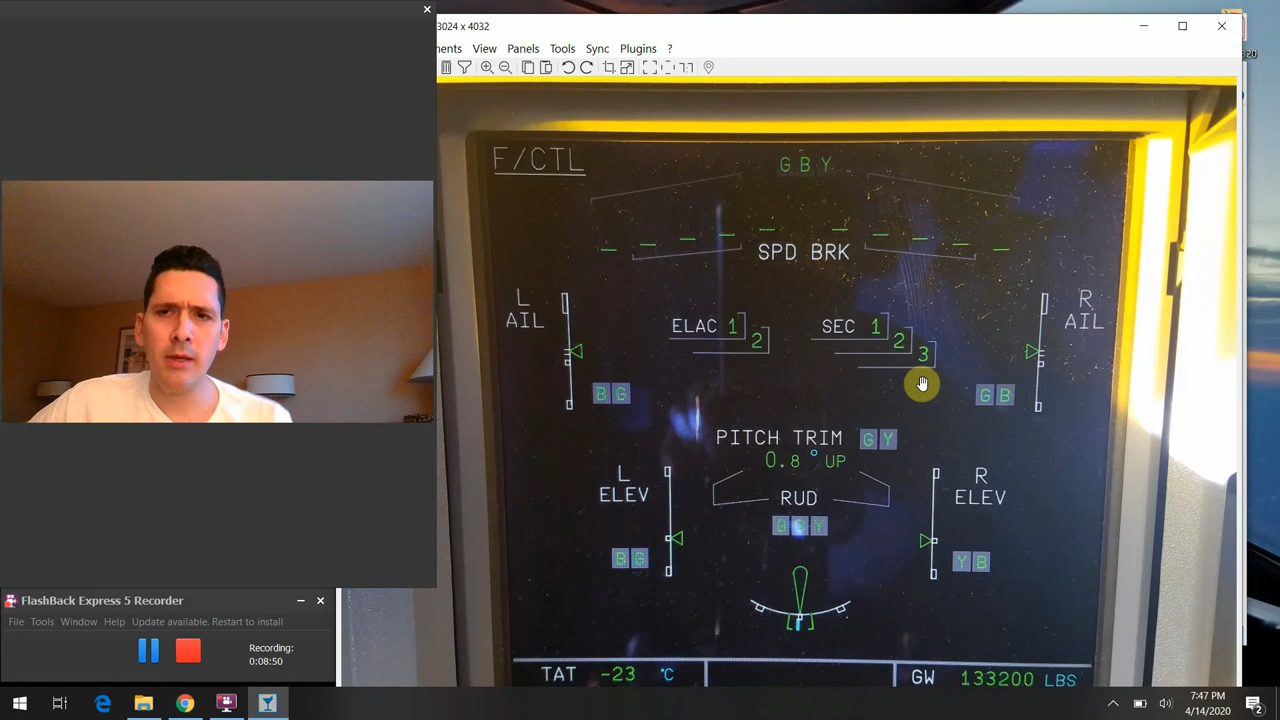 3024 x 4032
ments View Panels Tools Sync Plugins ?
F/CTL
G B Y
SPD BRK
L AIL
R AIL
ELAC 1 2
SEC 1 2 3
B G
G B
PITCH TRIM G Y
0.8 ° UP
L ELEV
R ELEV
RUD
G B Y
B G
Y B
TAT -23 °C
GW 133200 LBS
FlashBack Express 5 Recorder
File Tools Window Help Update available. Restart to install
Recording:
0:08:50
7:47 PM
4/14/2020
2
20